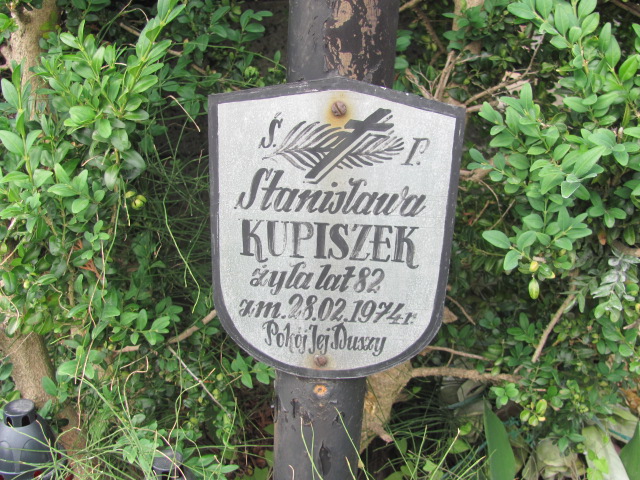 Ś. P.
Stanisława
KUPISZEK
żyła lat 82
zm. 28.02.1974 r.
Pokój Jej Duszy